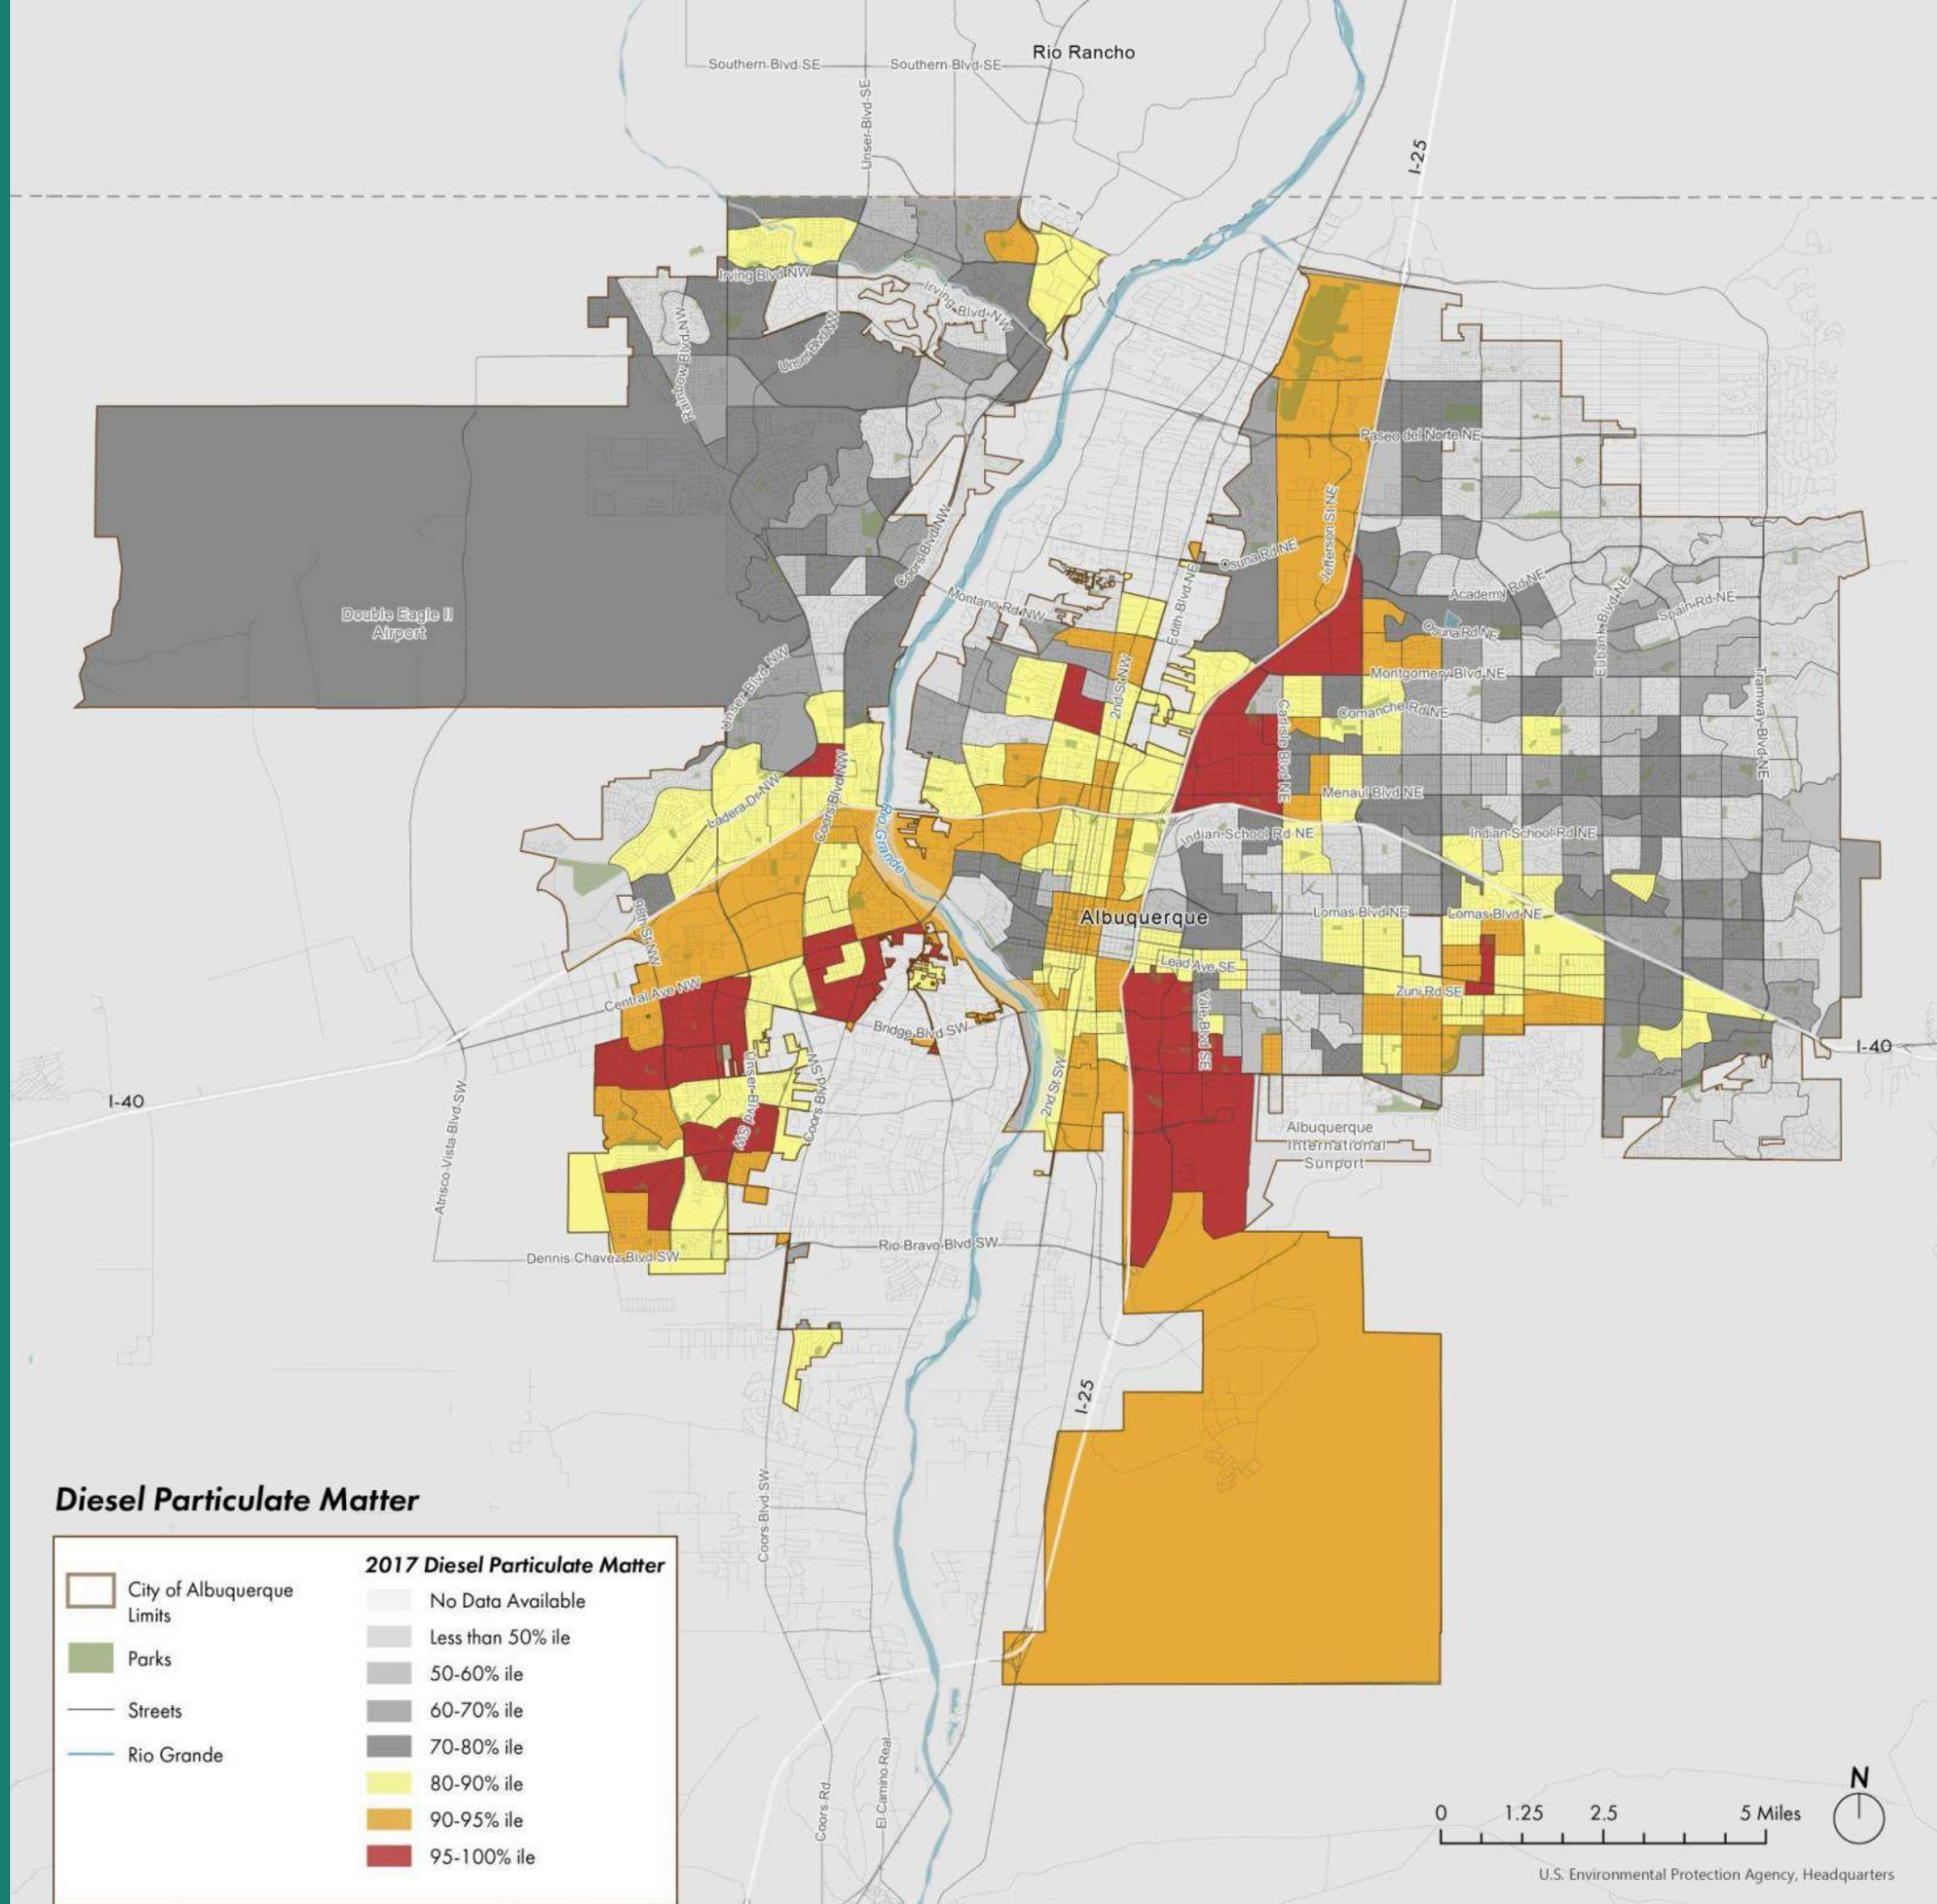 Rio Rancho
Southern Blvd SE
Southern Blvd SE
Unser Blvd SE
I-25
Irving Blvd NW
Irving Blvd NW
Rainbow Blvd NW
Unser Blvd NW
Paseo del Norte NE
Coors Blvd NW
Jefferson St NE
Osuna Rd NE
Double Eagle II
Airport
Montano Rd NW
Edith Blvd NE
Academy Rd NE
Osuna Rd NE
Eubank Blvd NE
Spain Rd NE
Unser Blvd NW
2nd St NW
Montgomery Blvd NE
Comanche Rd NE
Carlisle Blvd NE
Tramway Blvd NE
Ladera Dr NW
Coors Blvd NW
Rio Grande
Menaul Blvd NE
Indian School Rd NE
Indian School Rd NE
98th St NW
Albuquerque
Lomas Blvd NE
Lomas Blvd NE
Lead Ave SE
Central Ave NW
Zuni Rd SE
Yale Blvd SE
Bridge Blvd SW
I-40
Unser Blvd SW
Coors Blvd SW
2nd St SW
I-40
Atrisco Vista Blvd SW
Albuquerque
International
Sunport
Dennis Chavez Blvd SW
Rio Bravo Blvd SW
I-25
Coors Blvd SW
El Camino Real
Coors Rd
Diesel Particulate Matter
City of Albuquerque
Limits
Parks
Streets
Rio Grande
2017 Diesel Particulate Matter
No Data Available
Less than 50% ile
50-60% ile
60-70% ile
70-80% ile
80-90% ile
90-95% ile
95-100% ile
N
0 1.25 2.5 5 Miles
U.S. Environmental Protection Agency, Headquarters